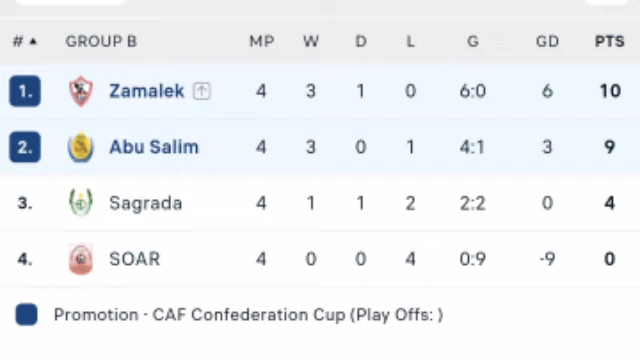 # ▲ GROUP B MP W D L G GD PTS
1. Zamalek 4 3 1 0 6:0 6 10
2. Abu Salim 4 3 0 1 4:1 3 9
3. Sagrada 4 1 1 2 2:2 0 4
4. SOAR 4 0 0 4 0:9 -9 0
Promotion - CAF Confederation Cup (Play Offs: )